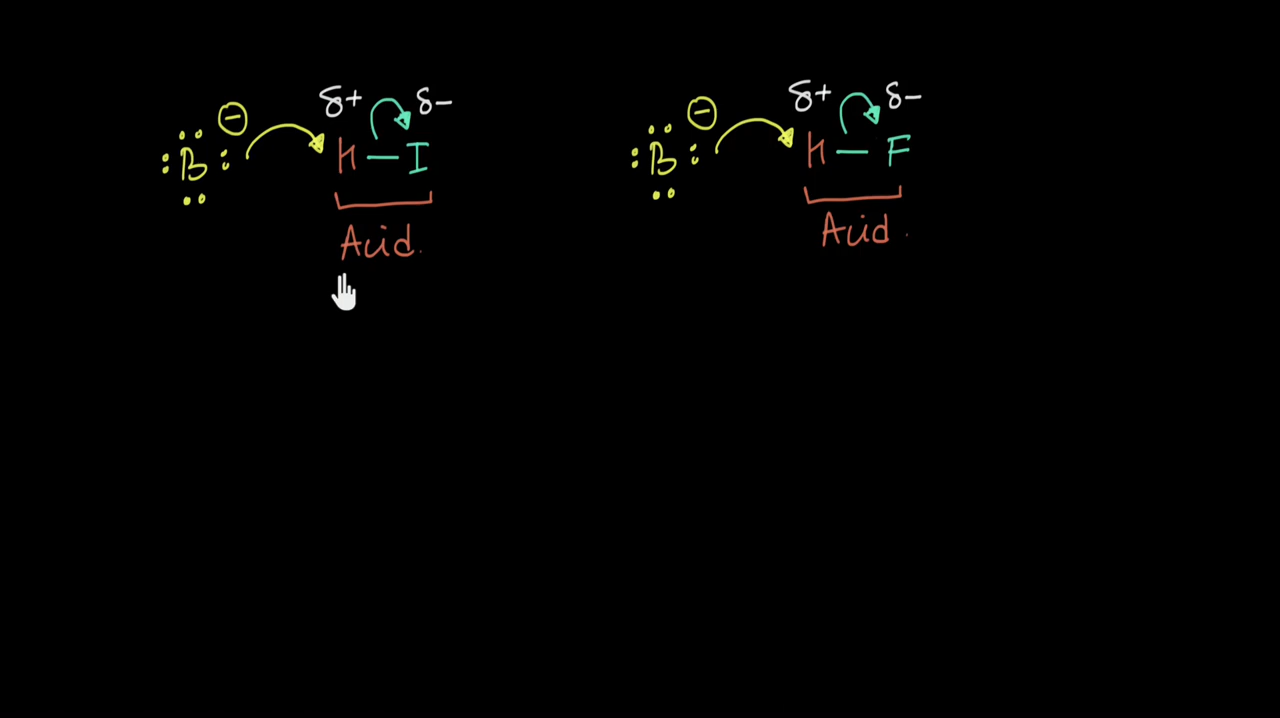 δ+ δ−
:B: ⊖ H—I
Acid.
δ+ δ−
:B: ⊖ H—F
Acid.